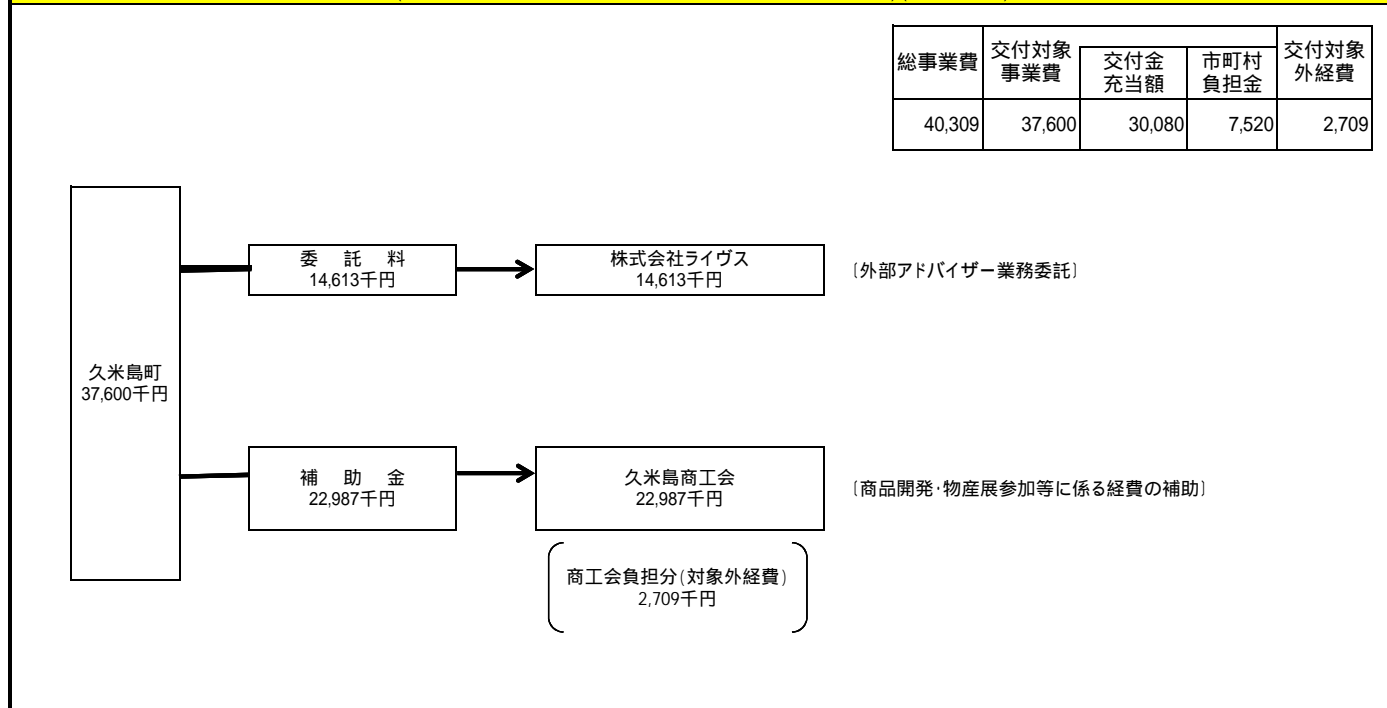 総事業費
交付対象
事業費
交付金
充当額
市町村
負担金
交付対象
外経費
40,309
37,600
30,080
7,520
2,709
久米島町
37,600千円
委　託　料
14,613千円
株式会社ライヴス
14,613千円
〔外部アドバイザー業務委託〕
補　助　金
22,987千円
久米島商工会
22,987千円
〔商品開発・物産展参加等に係る経費の補助〕
商工会負担分(対象外経費)
2,709千円